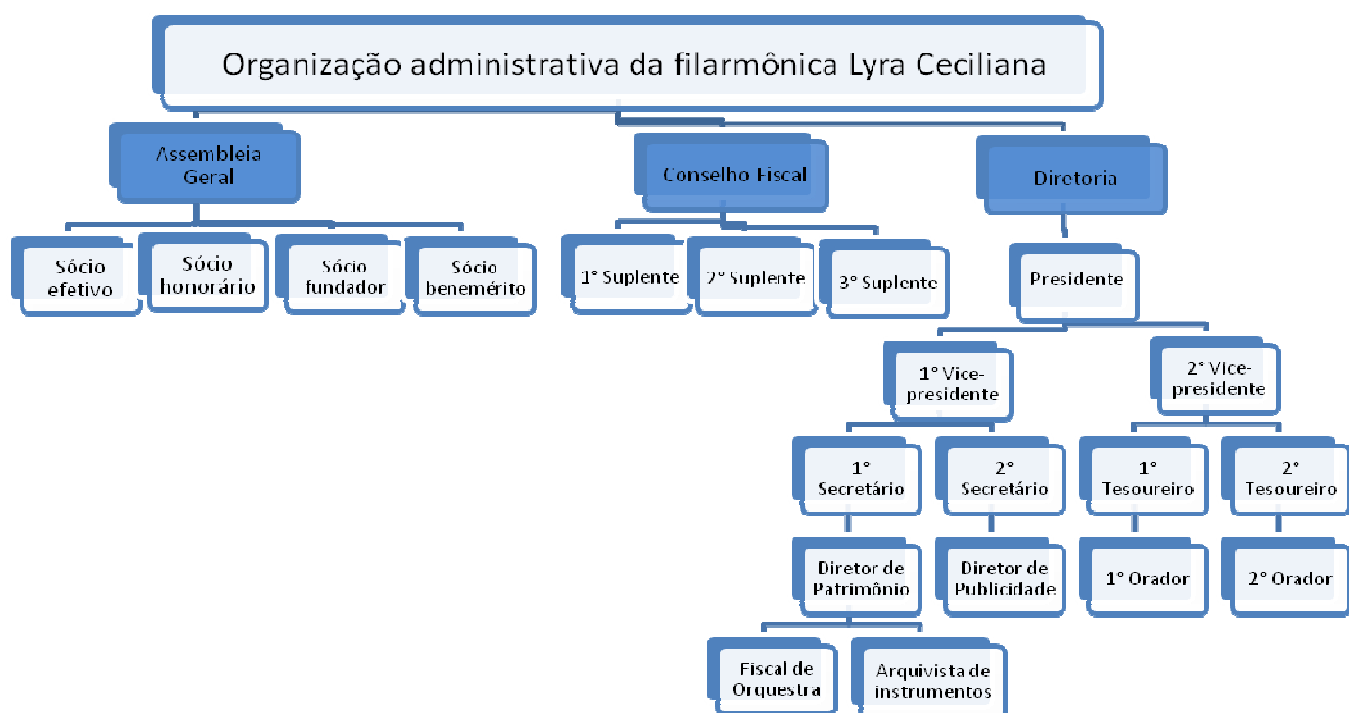 Organização administrativa da filarmônica Lyra Ceciliana
Assembleia
Geral
Conselho Fiscal
Diretoria
Sócio
efetivo
Sócio
honorário
Sócio
fundador
Sócio
benemérito
1° Suplente
2° Suplente
3° Suplente
Presidente
1° Vice-
presidente
2° Vice-
presidente
1°
Secretário
2°
Secretário
1°
Tesoureiro
2°
Tesoureiro
Diretor de
Patrimônio
Diretor de
Publicidade
1° Orador
2° Orador
Fiscal de
Orquestra
Arquivista de
instrumentos